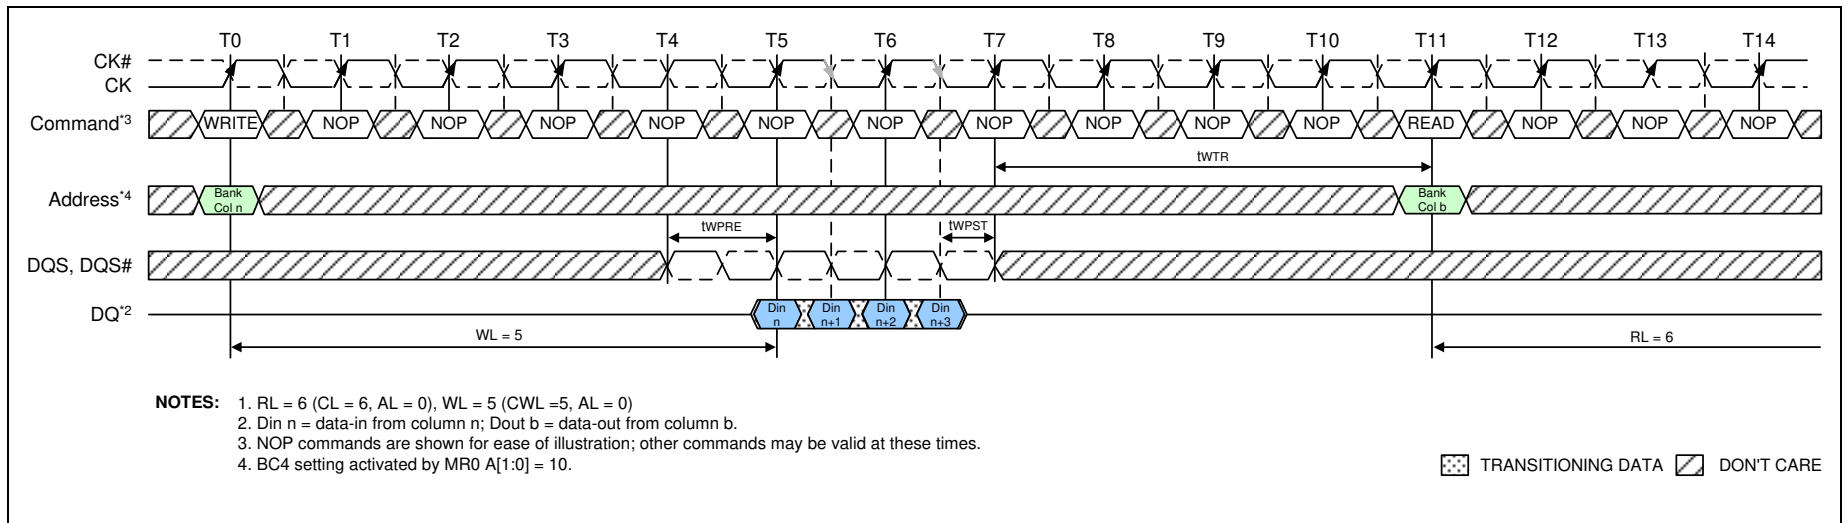 T0 T1 T2 T3 T4 T5 T6 T7 T8 T9 T10 T11 T12 T13 T14
CK#
CK
Command*3 WRITE NOP NOP NOP NOP NOP NOP NOP NOP NOP NOP READ NOP NOP NOP
tWTR
Address*4 Bank Col n Bank Col b
tWPRE tWPST
DQS, DQS#
DQ*2 Din n Din n+1 Din n+2 Din n+3
WL = 5 RL = 6
NOTES: 1. RL = 6 (CL = 6, AL = 0), WL = 5 (CWL =5, AL = 0)
2. Din n = data-in from column n; Dout b = data-out from column b.
3. NOP commands are shown for ease of illustration; other commands may be valid at these times.
4. BC4 setting activated by MR0 A[1:0] = 10.
TRANSITIONING DATA DON'T CARE